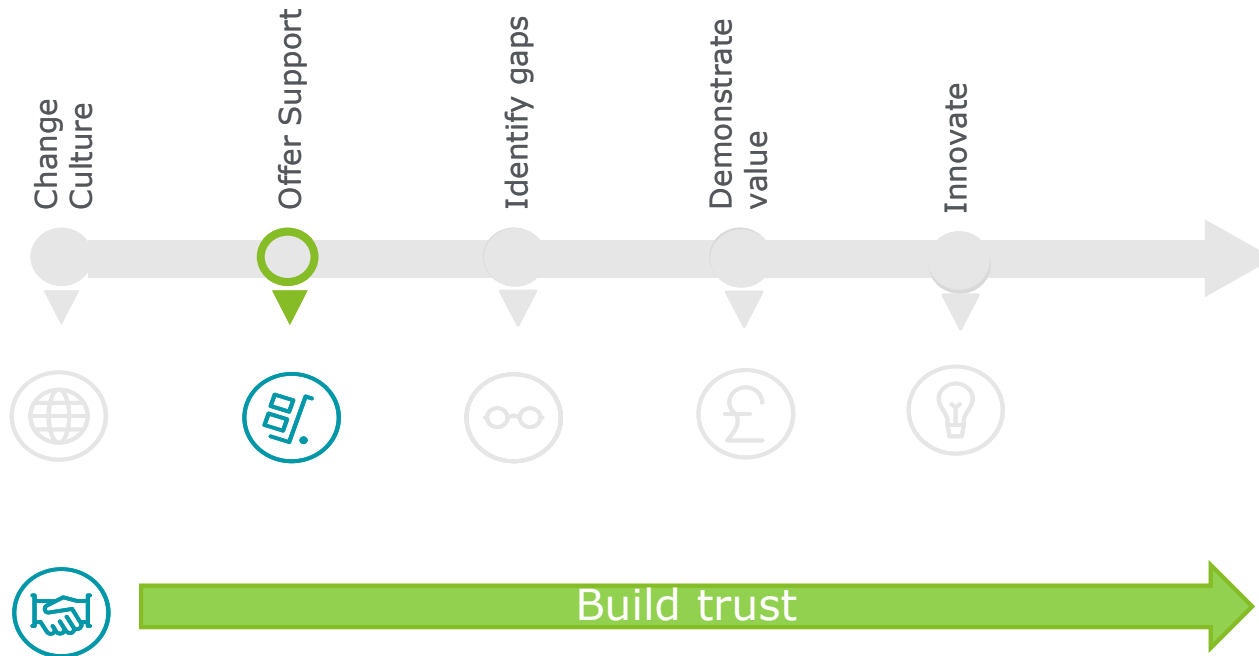 Change
Culture
Offer Support
Identify gaps
Demonstrate
value
Innovate
Build trust